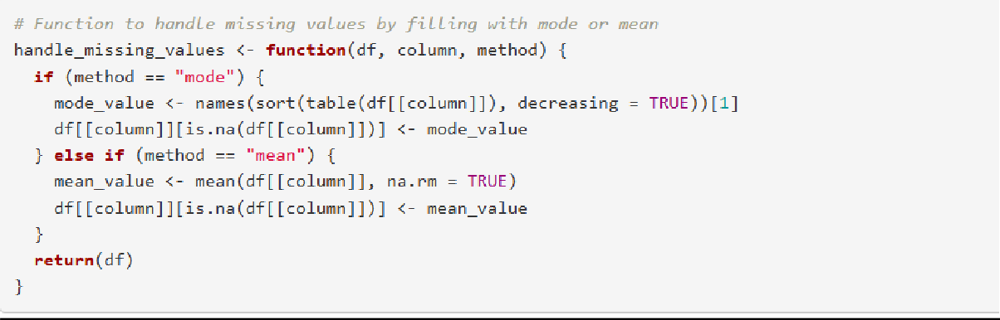 # Function to handle missing values by filling with mode or mean
handle_missing_values <- function(df, column, method) {
  if (method == "mode") {
    mode_value <- names(sort(table(df[[column]]), decreasing = TRUE))[1]
    df[[column]][is.na(df[[column]])] <- mode_value
  } else if (method == "mean") {
    mean_value <- mean(df[[column]], na.rm = TRUE)
    df[[column]][is.na(df[[column]])] <- mean_value
  }
  return(df)
}